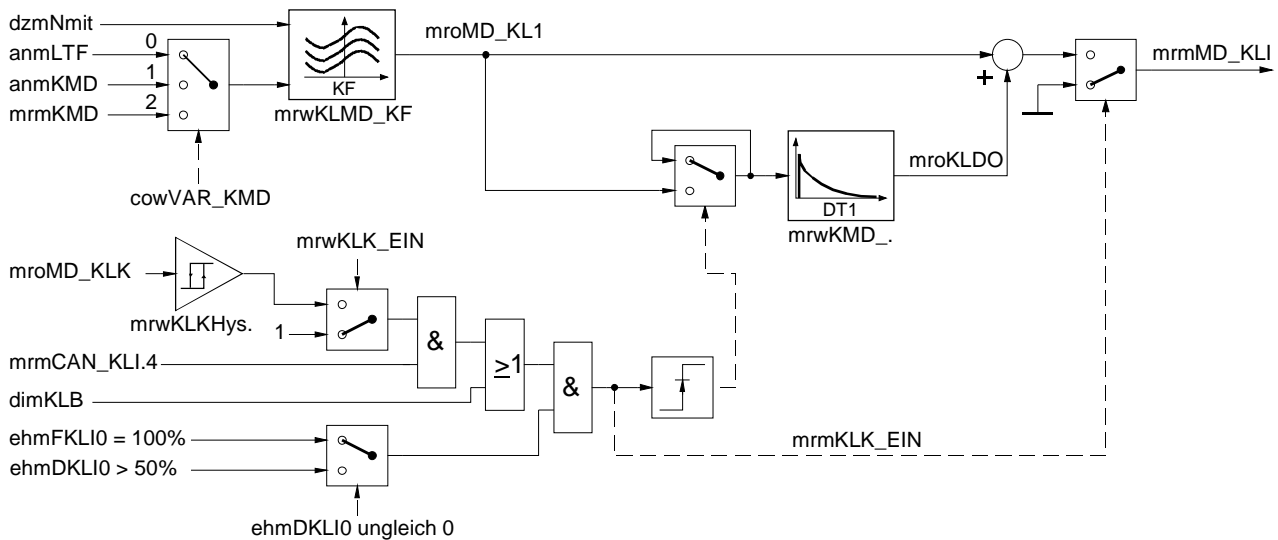 dzmNmit
anmLTF
0
anmKMD
1
mrmKMD
2
cowVAR_KMD
KF
mrwKLMD_KF
mroMD_KL1
+
mrmMD_KLI
mroKLDO
DT1
mrwKMD_.
mrwKLK_EIN
mroMD_KLK
mrwKLKHys.
1
&
mrmCAN_KLI.4
≥1
&
dimKLB
ehmFKLI0 = 100%
ehmDKLI0 > 50%
mrmKLK_EIN
ehmDKLI0 ungleich 0